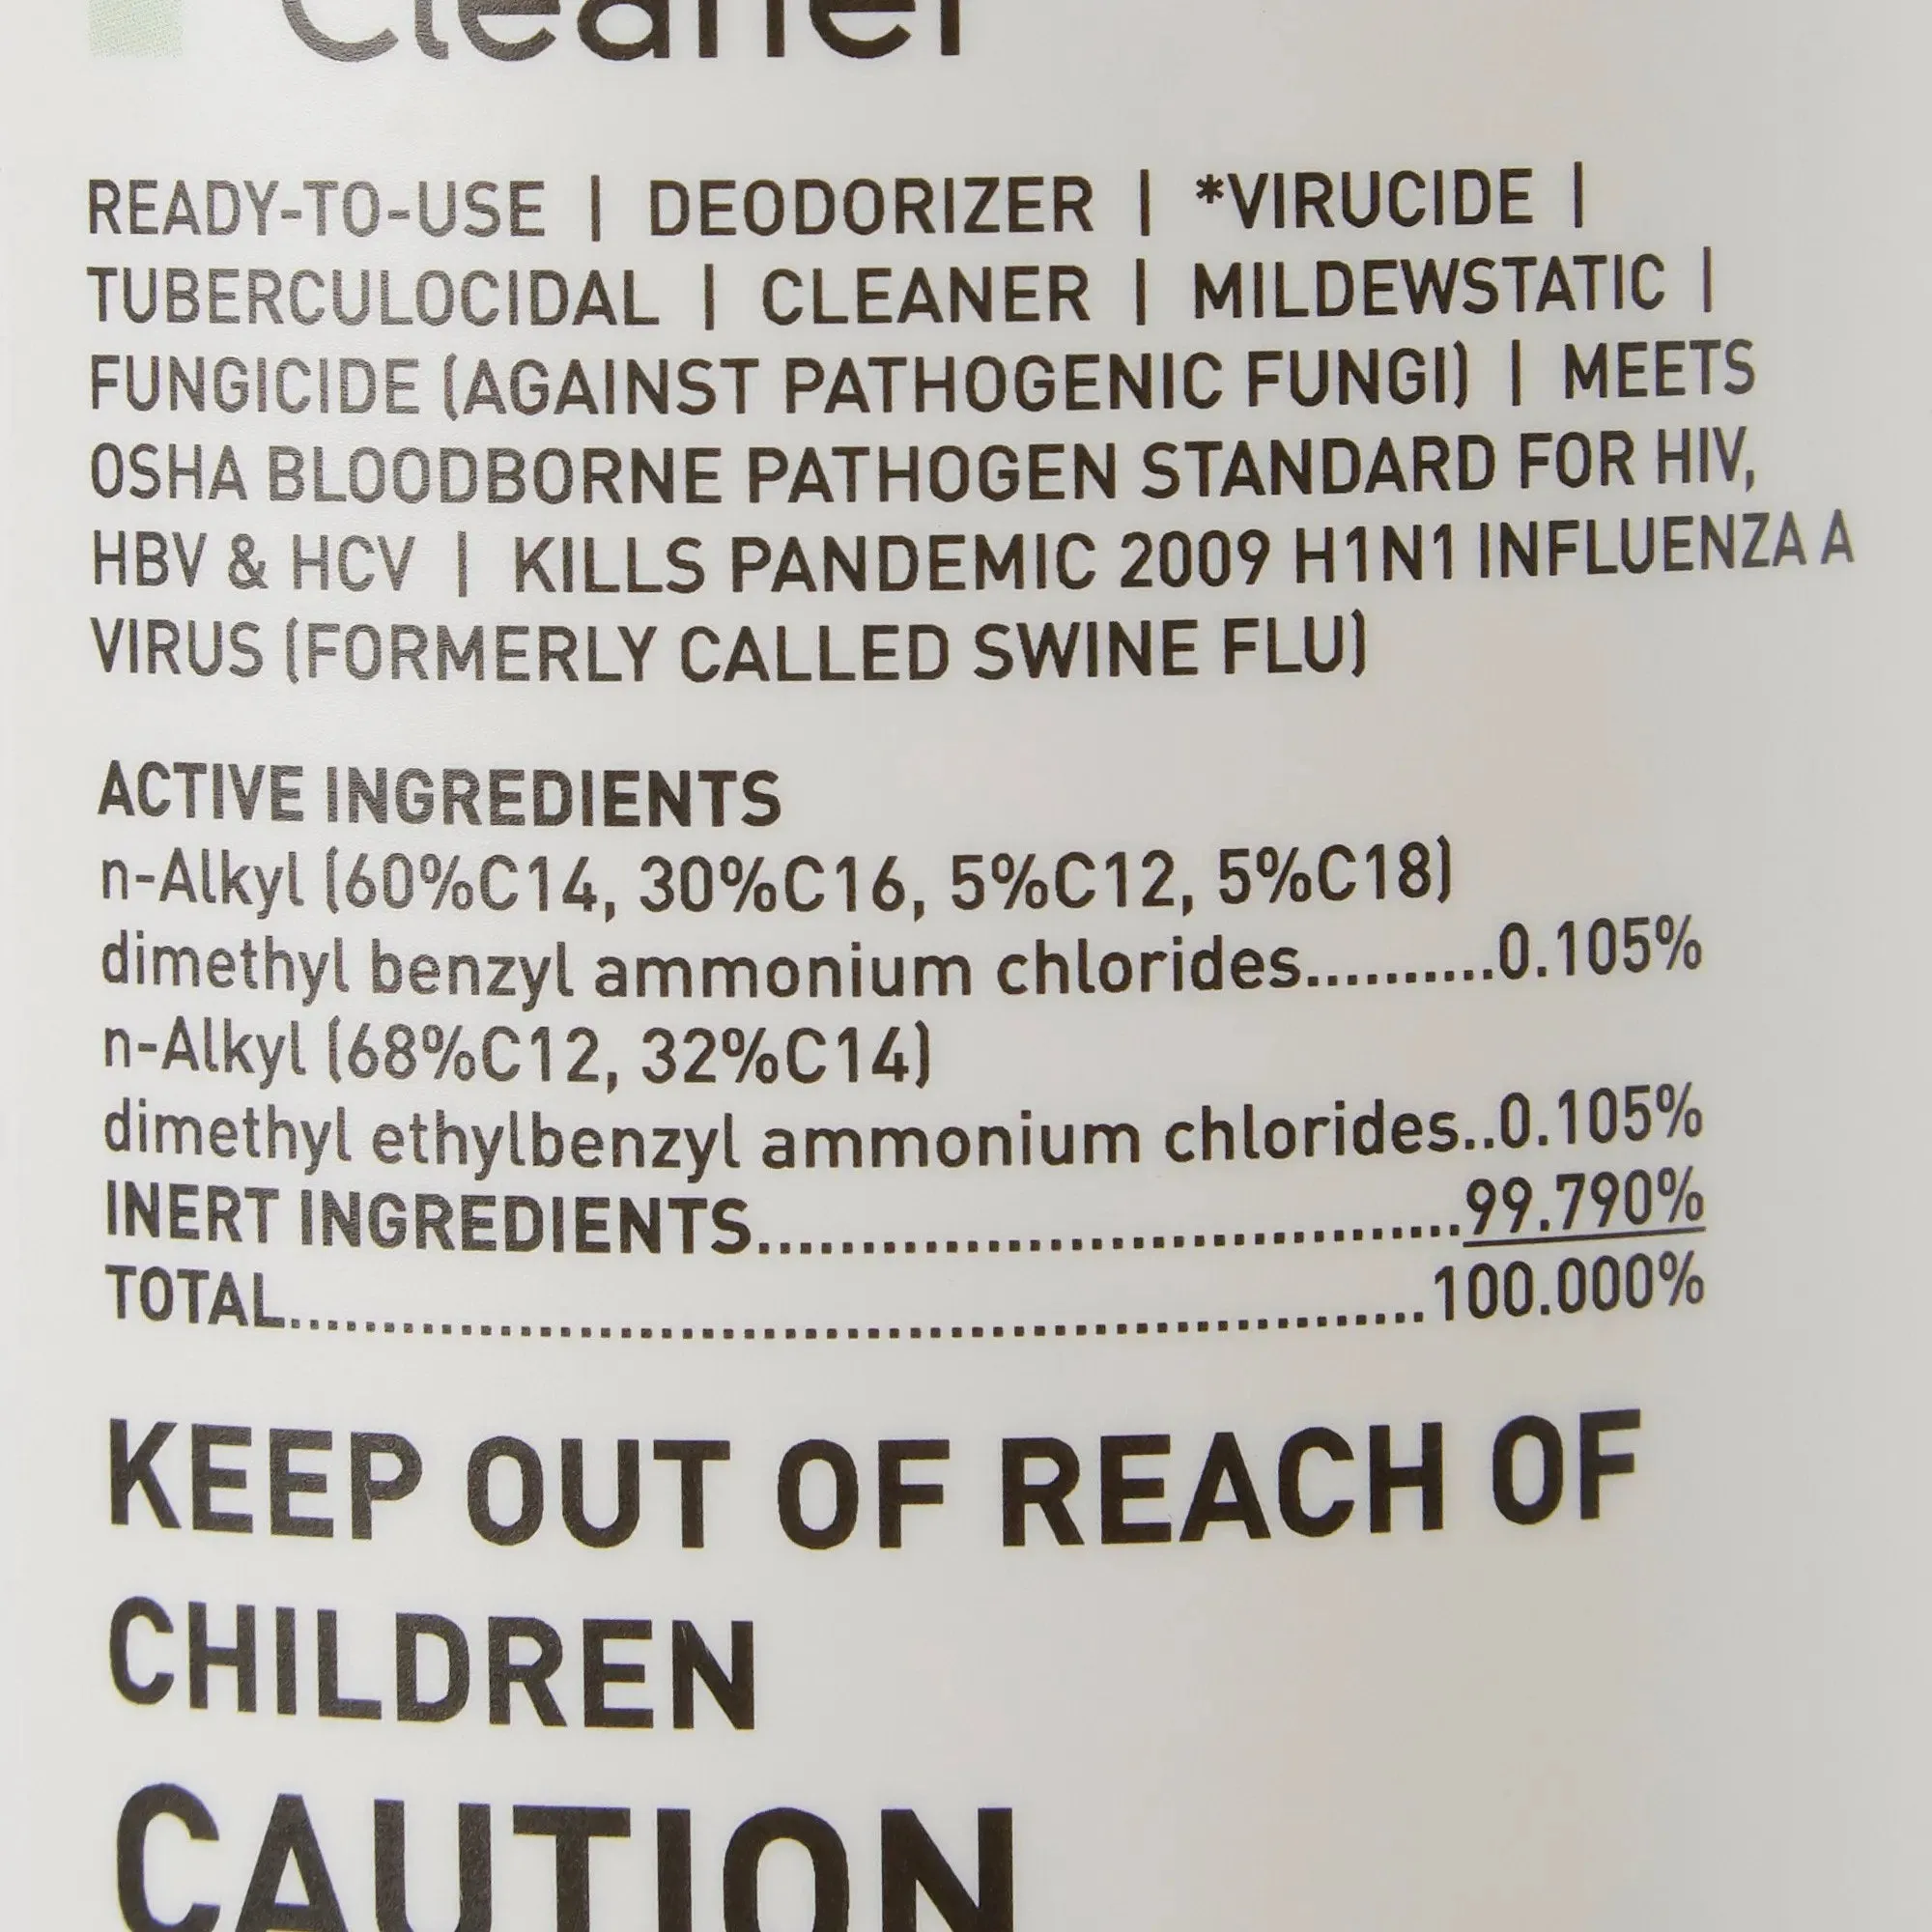 Cleaner
READY-TO-USE | DEODORIZER | *VIRUCIDE |
TUBERCULOCIDAL | CLEANER | MILDEWSTATIC |
FUNGICIDE (AGAINST PATHOGENIC FUNGI) | MEETS
OSHA BLOODBORNE PATHOGEN STANDARD FOR HIV,
HBV & HCV | KILLS PANDEMIC 2009 H1N1 INFLUENZA A
VIRUS (FORMERLY CALLED SWINE FLU)
ACTIVE INGREDIENTS
n-Alkyl (60%C14, 30%C16, 5%C12, 5%C18)
dimethyl benzyl ammonium chlorides..........0.105%
n-Alkyl (68%C12, 32%C14)
dimethyl ethylbenzyl ammonium chlorides..0.105%
INERT INGREDIENTS.....................................99.790%
TOTAL............................................................100.000%
KEEP OUT OF REACH OF
CHILDREN
CAUTION